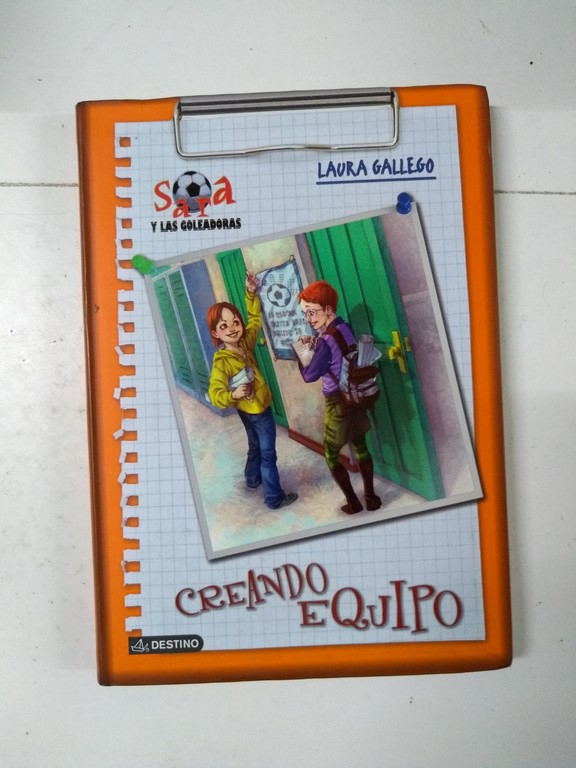 LAURA GALLEGO
Sara
Y LAS GOLEADORAS
CREANDO
EQUIPO
DESTINO